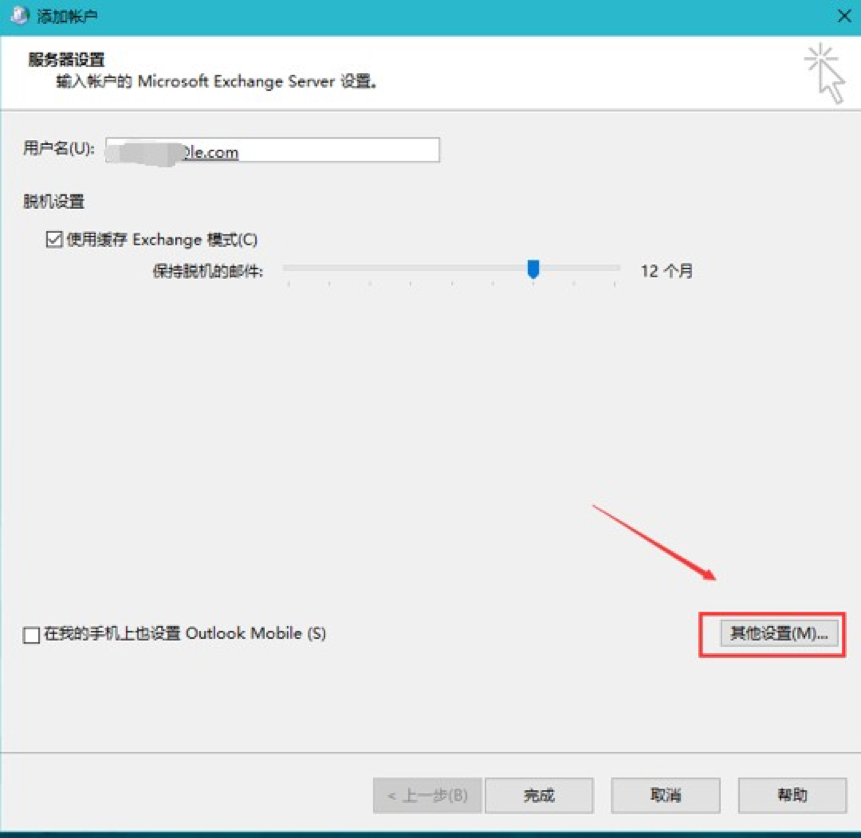 添加帐户
服务器设置
输入帐户的 Microsoft Exchange Server 设置。
用户名(U): @le.com
脱机设置
使用缓存 Exchange 模式(C)
保持脱机的邮件: 12 个月
在我的手机上也设置 Outlook Mobile (S)
其他设置(M)...
< 上一步(B) 完成 取消 帮助